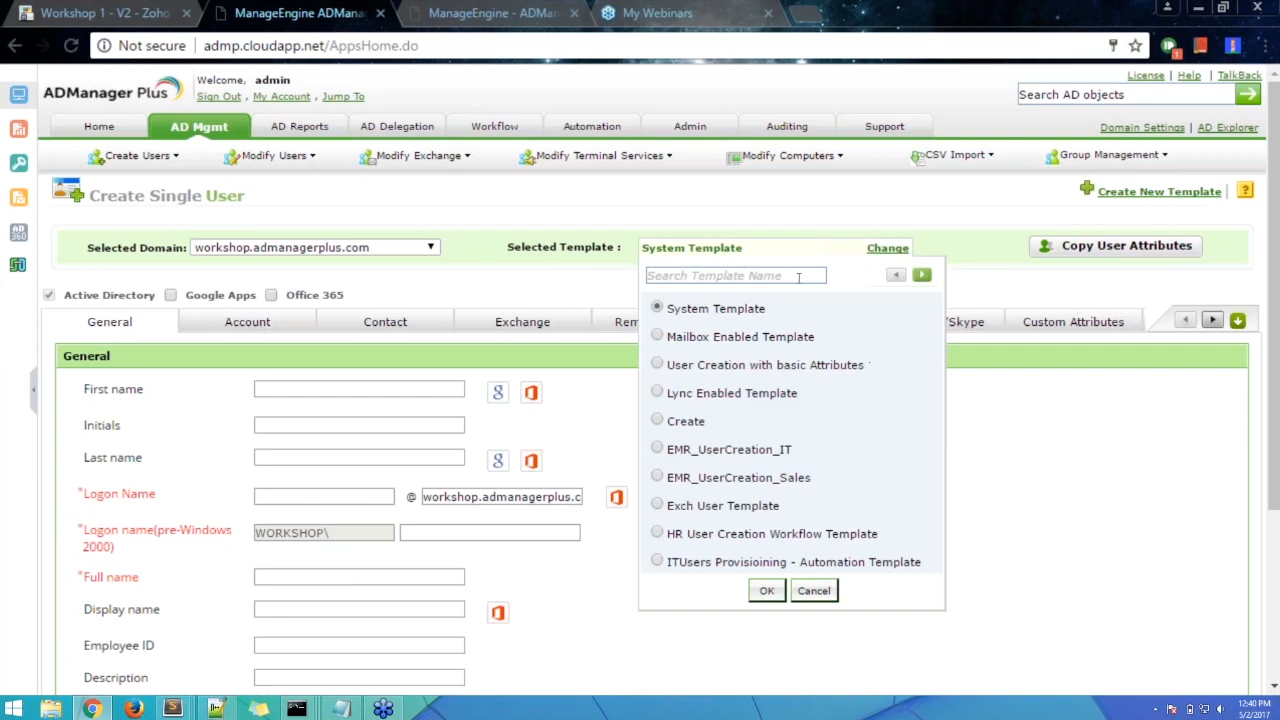 Workshop 1 - V2 - Zoho
ManageEngine ADMana
ManageEngine - ADMan
My Webinars
Not secure
admp.cloudapp.net/AppsHome.do
1
ADManager Plus
Welcome, admin
Sign Out , My Account , Jump To
License | Help | TalkBack
Search AD objects
Home
AD Mgmt
AD Reports
AD Delegation
Workflow
Automation
Admin
Auditing
Support
Domain Settings | AD Explorer
Create Users
Modify Users
Modify Exchange
Modify Terminal Services
Modify Computers
CSV Import
Group Management
Create Single User
Create New Template
?
Selected Domain:
workshop.admanagerplus.com
Selected Template :
System Template
Change
Copy User Attributes
Search Template Name
Active Directory
Google Apps
Office 365
General
Account
Contact
Exchange
Rem
/Skype
Custom Attributes
System Template
Mailbox Enabled Template
User Creation with basic Attributes
Lync Enabled Template
Create
EMR_UserCreation_IT
EMR_UserCreation_Sales
Exch User Template
HR User Creation Workflow Template
ITUsers Provisioining - Automation Template
OK
Cancel
General
First name
Initials
Last name
*Logon Name
@
workshop.admanagerplus.c
*Logon name(pre-Windows
2000)
WORKSHOP\
*Full name
Display name
Employee ID
Description
AD
360
12:40 PM
5/2/2017